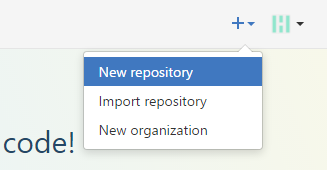 New repository
Import repository
New organization
code!